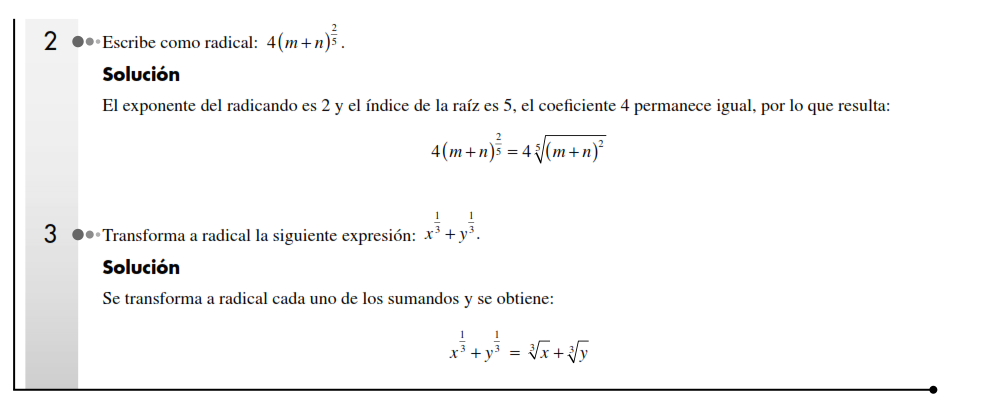 2 Escribe como radical: $4(m+n)^{\frac{2}{5}}$.
Solución
El exponente del radicando es 2 y el índice de la raíz es 5, el coeficiente 4 permanece igual, por lo que resulta:
$4(m+n)^{\frac{2}{5}} = 4\sqrt[5]{(m+n)^{2}}$
3 Transforma a radical la siguiente expresión: $x^{\frac{1}{3}} + y^{\frac{1}{3}}$.
Solución
Se transforma a radical cada uno de los sumandos y se obtiene:
$x^{\frac{1}{3}} + y^{\frac{1}{3}} = \sqrt[3]{x} + \sqrt[3]{y}$